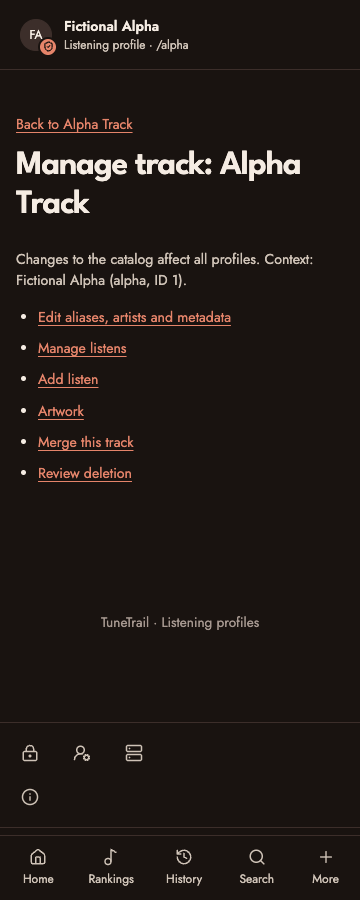 FA
Fictional Alpha
Listening profile · /alpha
Back to Alpha Track
Manage track: Alpha
Track
Changes to the catalog affect all profiles. Context:
Fictional Alpha (alpha, ID 1).
• Edit aliases, artists and metadata
• Manage listens
• Add listen
• Artwork
• Merge this track
• Review deletion
TuneTrail · Listening profiles
Home Rankings History Search More